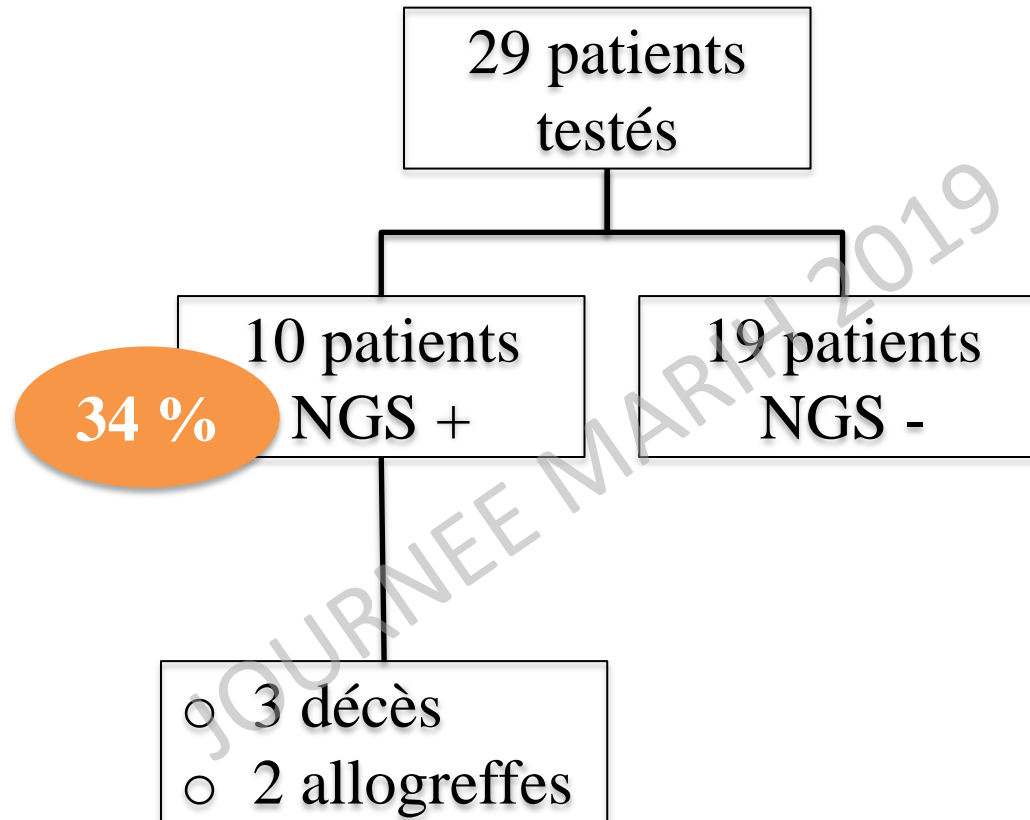 29 patients
testés
10 patients
NGS +
34 %
19 patients
NGS -
○ 3 décès
○ 2 allogreffes
JOURNEE MARIH 2019